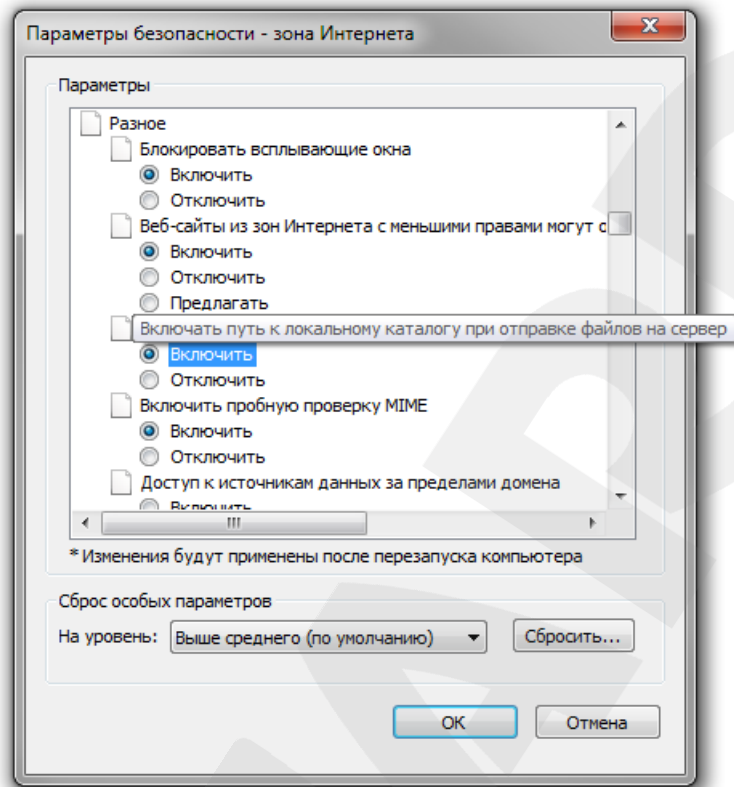 Параметры безопасности - зона Интернета
Параметры
Разное
Блокировать всплывающие окна
Включить
Отключить
Веб-сайты из зон Интернета с меньшими правами могут
Включить
Отключить
Предлагать
Включать путь к локальному каталогу при отправке файлов на сервер
Включить
Отключить
Включить пробную проверку MIME
Включить
Отключить
Доступ к источникам данных за пределами домена
Включить
* Изменения будут применены после перезапуска компьютера
Сброс особых параметров
На уровень: Выше среднего (по умолчанию) Сбросить...
ОК Отмена